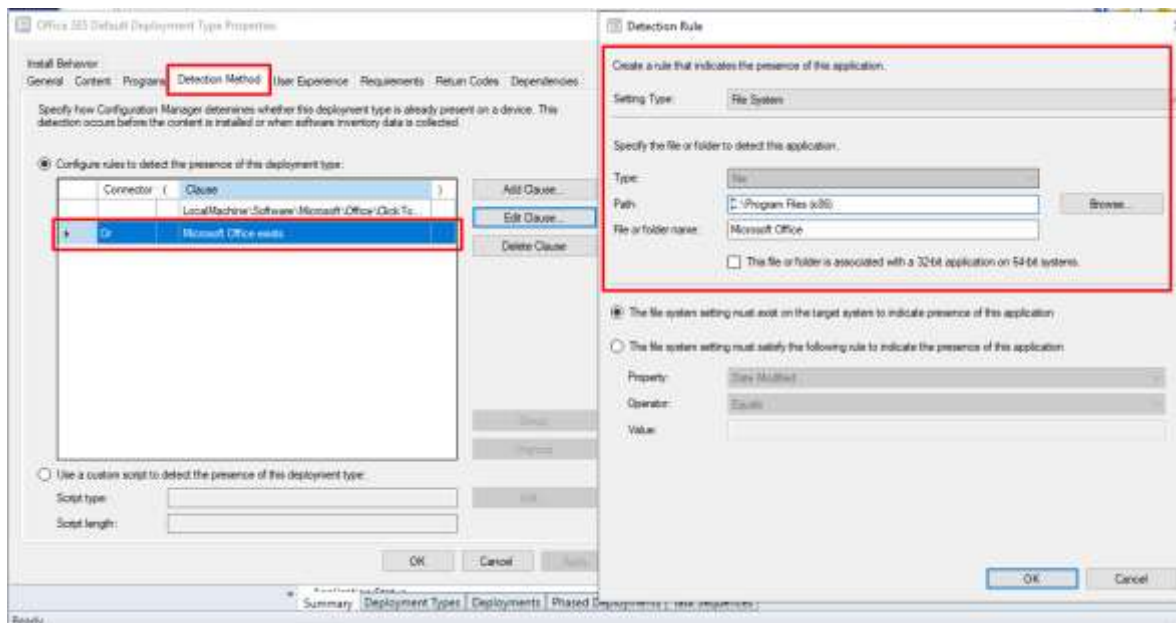 Office 365 Default Deployment Type Properties
Install Behavior
General Content Programs Detection Method User Experience Requirements Return Codes Dependencies
Specify how Configuration Manager determines whether this deployment type is already present on a device. This
detection occurs before the content is installed or when software inventory data is collected.
Configure rules to detect the presence of this deployment type:
Connector ( Clause )
LocalMachine\Software\Microsoft\Office\ClickTo...
Or Microsoft Office exists
Add Clause...
Edit Clause...
Delete Clause
Use a custom script to detect the presence of this deployment type:
Script type:
Script length:
OK Cancel
Summary Deployment Types Deployments Phased Deployments Task Sequences
Ready
Detection Rule
Create a rule that indicates the presence of this application.
Setting Type: File System
Specify the file or folder to detect this application.
Type: File
Path: C:\Program Files (x86) Browse...
File or folder name: Microsoft Office
This file or folder is associated with a 32-bit application on 64-bit systems.
The file system setting must exist on the target system to indicate presence of this application
The file system setting must satisfy the following rule to indicate the presence of this application
Property: Date Modified
Operator: Equals
Value:
OK Cancel